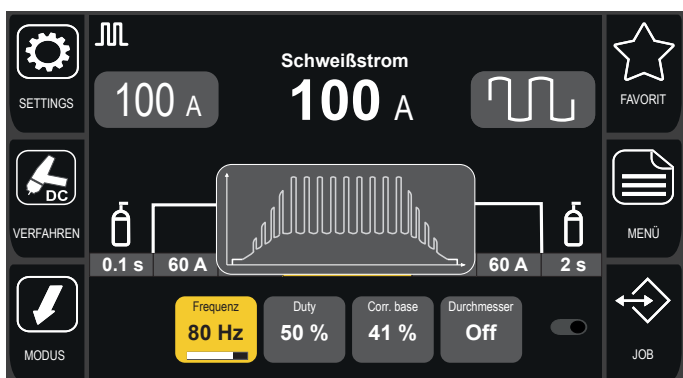 SETTINGS
VERFAHREN
DC
MODUS
Schweißstrom
100 A
100 A
0.1 s
60 A
60 A
2 s
Frequenz
80 Hz
Duty
50 %
Corr. base
41 %
Durchmesser
Off
FAVORIT
MENÜ
JOB